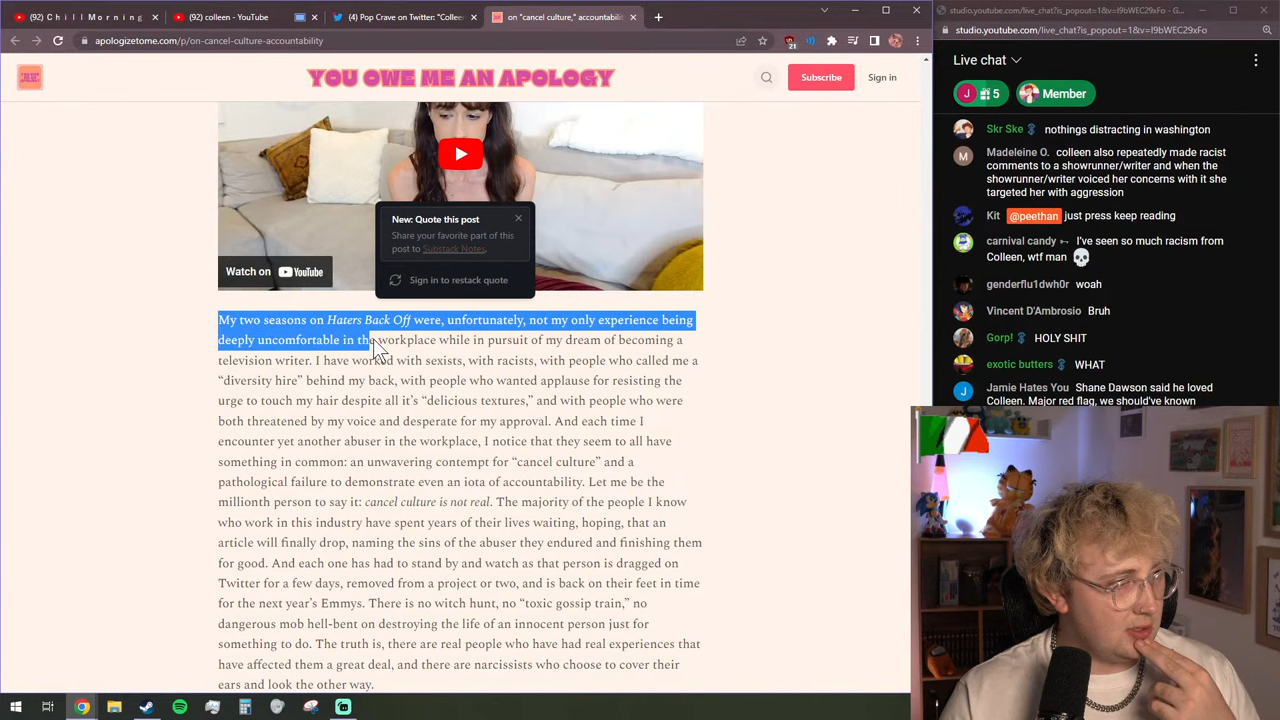 (92) C h i l l M o r n i n g
(92) colleen - YouTube
(4) Pop Crave on Twitter: "Collee
on "cancel culture," accountabili
studio.youtube.com/live_chat?is_popout=1&v=I9bWEC29xFo - G...
apologizetome.com/p/on-cancel-culture-accountability
21
studio.youtube.com/live_chat?is_popout=1&v=I9bWEC29xFo
YOU OWE ME AN APOLOGY
Subscribe
Sign in
Watch on YouTube
New: Quote this post
Share your favorite part of this
post to Substack Notes.
Sign in to restack quote
My two seasons on Haters Back Off were, unfortunately, not my only experience being
deeply uncomfortable in the workplace while in pursuit of my dream of becoming a
television writer. I have worked with sexists, with racists, with people who called me a
“diversity hire” behind my back, with people who wanted applause for resisting the
urge to touch my hair despite all it’s “delicious textures,” and with people who were
both threatened by my voice and desperate for my approval. And each time I
encounter yet another abuser in the workplace, I notice that they seem to all have
something in common: an unwavering contempt for “cancel culture” and a
pathological failure to demonstrate even an iota of accountability. Let me be the
millionth person to say it: cancel culture is not real. The majority of the people I know
who work in this industry have spent years of their lives waiting, hoping, that an
article will finally drop, naming the sins of the abuser they endured and finishing them
for good. And each one has had to stand by and watch as that person is dragged on
Twitter for a few days, removed from a project or two, and is back on their feet in time
for the next year’s Emmys. There is no witch hunt, no “toxic gossip train,” no
dangerous mob hell-bent on destroying the life of an innocent person just for
something to do. The truth is, there are real people who have had real experiences that
have affected them a great deal, and there are narcissists who choose to cover their
ears and look the other way.
Live chat
J 5
Member
Skr Ske nothings distracting in washington
M
Madeleine O. colleen also repeatedly made racist
comments to a showrunner/writer and when the
showrunner/writer voiced her concerns with it she
targeted her with aggression
Kit @peethan just press keep reading
carnival candy I've seen so much racism from
Colleen, wtf man
genderflu1dwh0r woah
Vincent D'Ambrosio Bruh
Gorp! HOLY SHIT
exotic butters WHAT
Jamie Hates You Shane Dawson said he loved
Colleen. Major red flag, we should've known